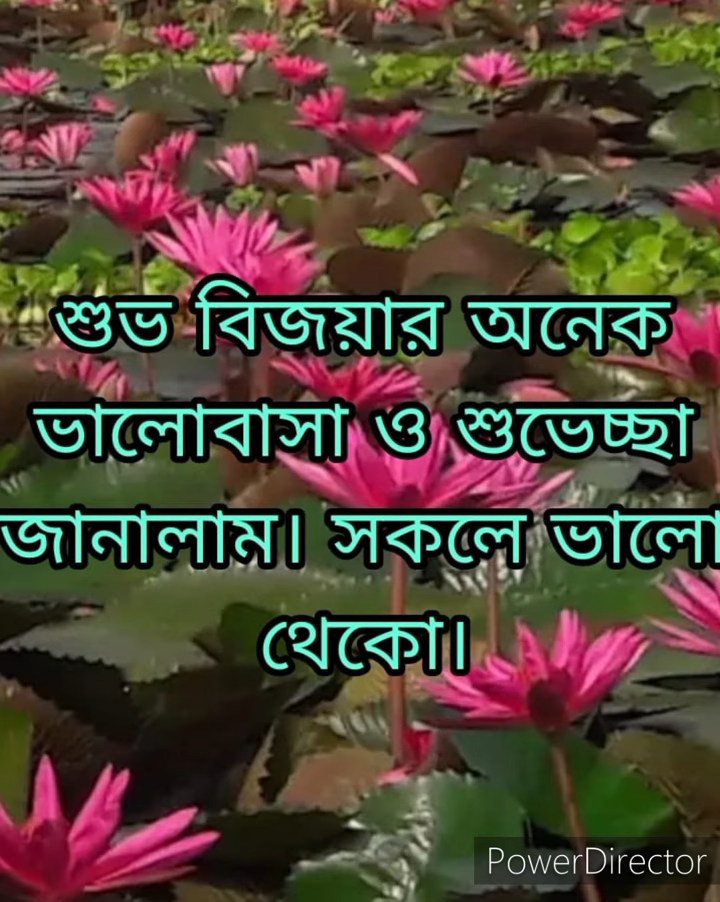 শুভ বিজয়ার অনেক
ভালোবাসা ও শুভেচ্ছা
জানালাম। সকলে ভালো
থেকো।
PowerDirector